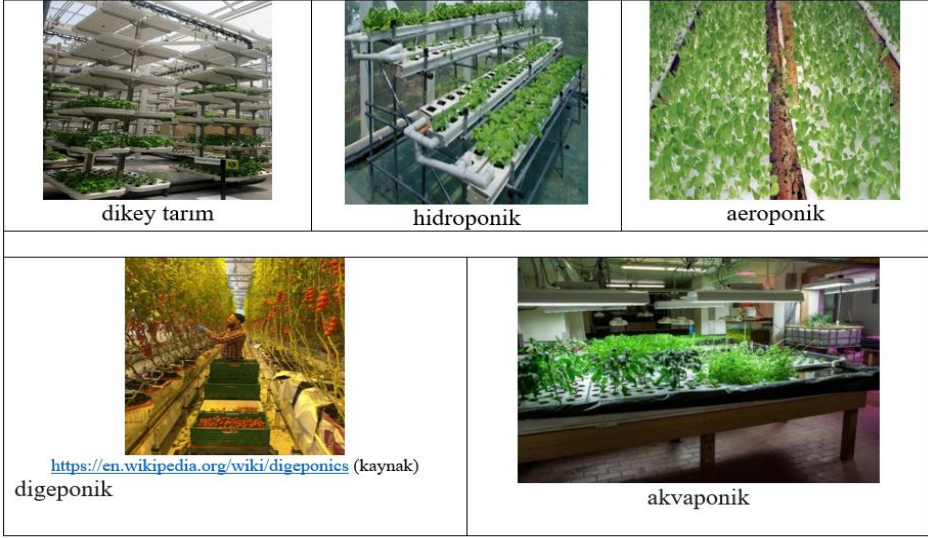 dikey tarım
hidroponik
aeroponik
https://en.wikipedia.org/wiki/digeponics (kaynak)
digeponik
akvaponik